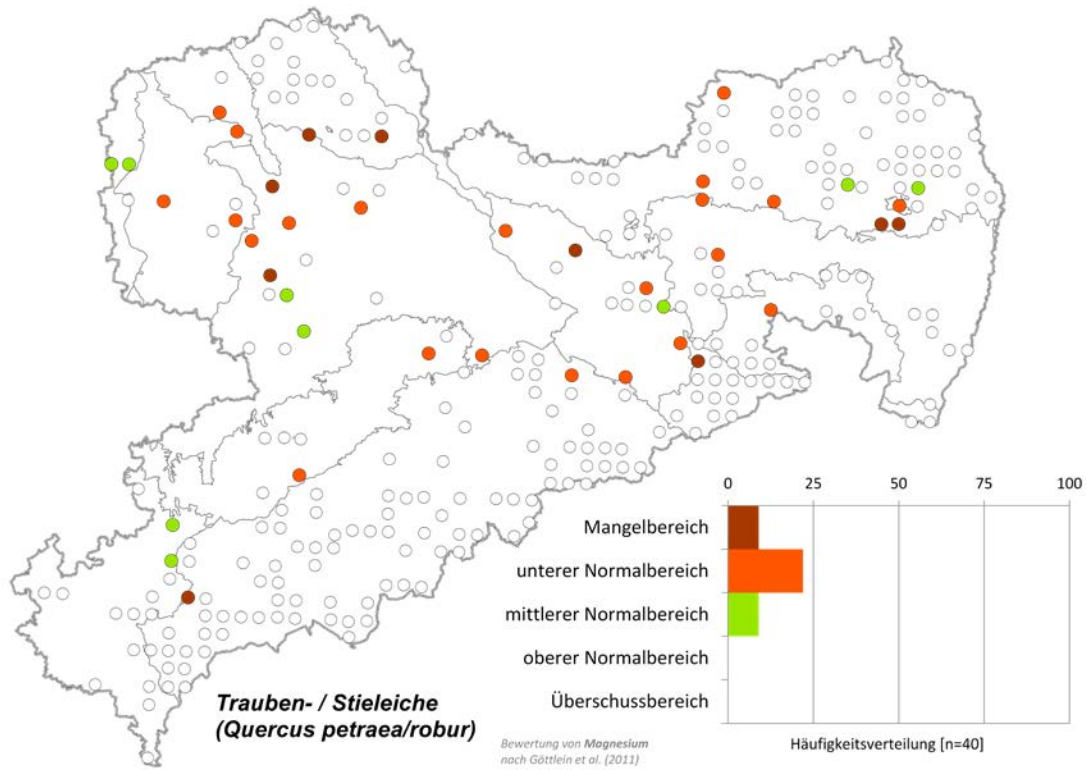 0 25 50 75 100
Mangelbereich
unterer Normalbereich
mittlerer Normalbereich
oberer Normalbereich
Überschussbereich
Häufigkeitsverteilung [n=40]
Trauben- / Stieleiche
(Quercus petraea/robur)
Bewertung von Magnesium
nach Göttlein et al. (2011)